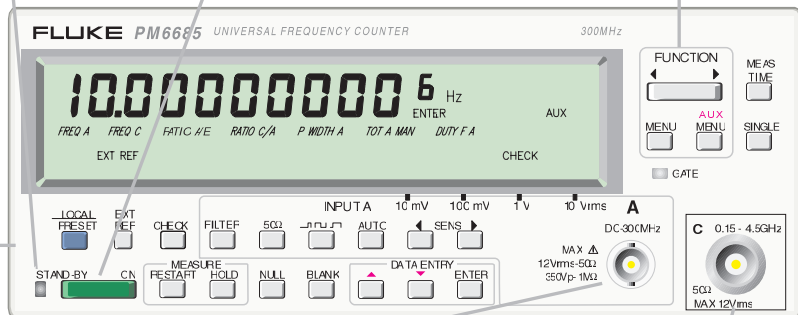 FLUKE PM6685 UNIVERSAL FREQUENCY COUNTER 300MHz
FUNCTION
MEAS
TIME
10.000000000 6 Hz
ENTER AUX
FREQ A FREQ C RATIO C/A P WIDTH A TOT A MAN DUTY F A
EXT REF CHECK
AUX
MENU MENU SINGLE
GATE
INPUT A 10 mV 100 mV 1 V 10 Vrms A
LOCAL
PRESET
EXT
REF
CHECK FILTER 50Ω AUTO SENS DC-300MHz
C 0.15 - 4.5GHz
MAX ⚠
12Vrms-50Ω
350Vp-1MΩ
STAND-BY ON
MEASURE
RESTART HOLD NULL BLANK
DATA ENTRY
ENTER
50Ω
MAX 12Vrms